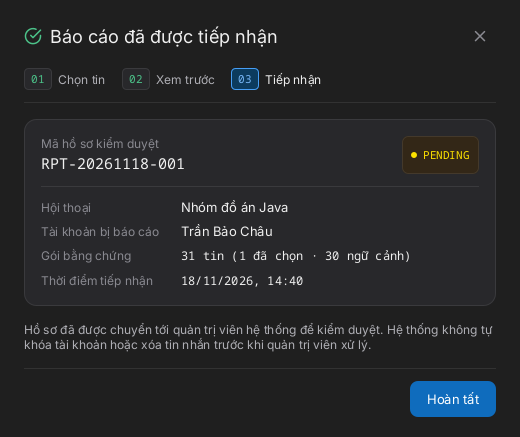 Báo cáo đã được tiếp nhận
01 Chọn tin 02 Xem trước 03 Tiếp nhận
Mã hồ sơ kiểm duyệt
RPT-20261118-001
PENDING
Hội thoại Nhóm đồ án Java
Tài khoản bị báo cáo Trần Bảo Châu
Gói bằng chứng 31 tin (1 đã chọn · 30 ngữ cảnh)
Thời điểm tiếp nhận 18/11/2026, 14:40
Hồ sơ đã được chuyển tới quản trị viên hệ thống để kiểm duyệt. Hệ thống không tự
khóa tài khoản hoặc xóa tin nhắn trước khi quản trị viên xử lý.
Hoàn tất